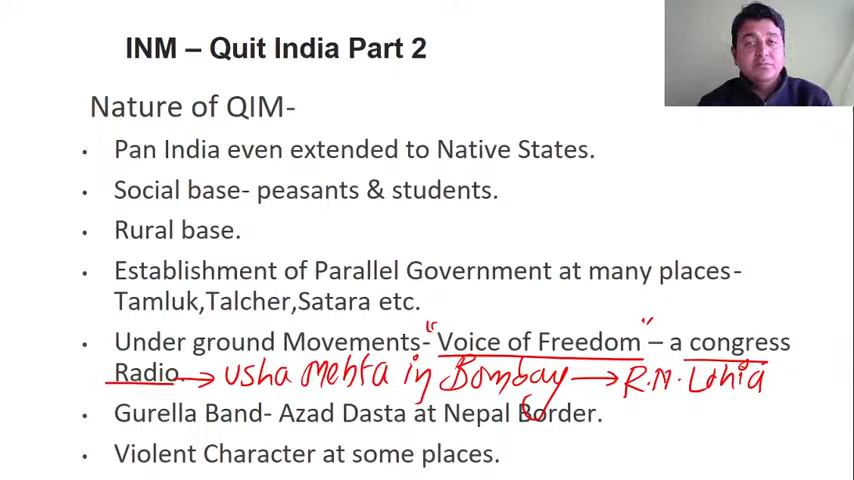 INM – Quit India Part 2
Nature of QIM-
• Pan India even extended to Native States.
• Social base- peasants & students.
• Rural base.
• Establishment of Parallel Government at many places-
Tamluk,Talcher,Satara etc.
• Under ground Movements- "Voice of Freedom" – a congress
Radio. → Usha Mehta in Bombay → R.M. Lohia
• Gurella Band- Azad Dasta at Nepal Border.
• Violent Character at some places.